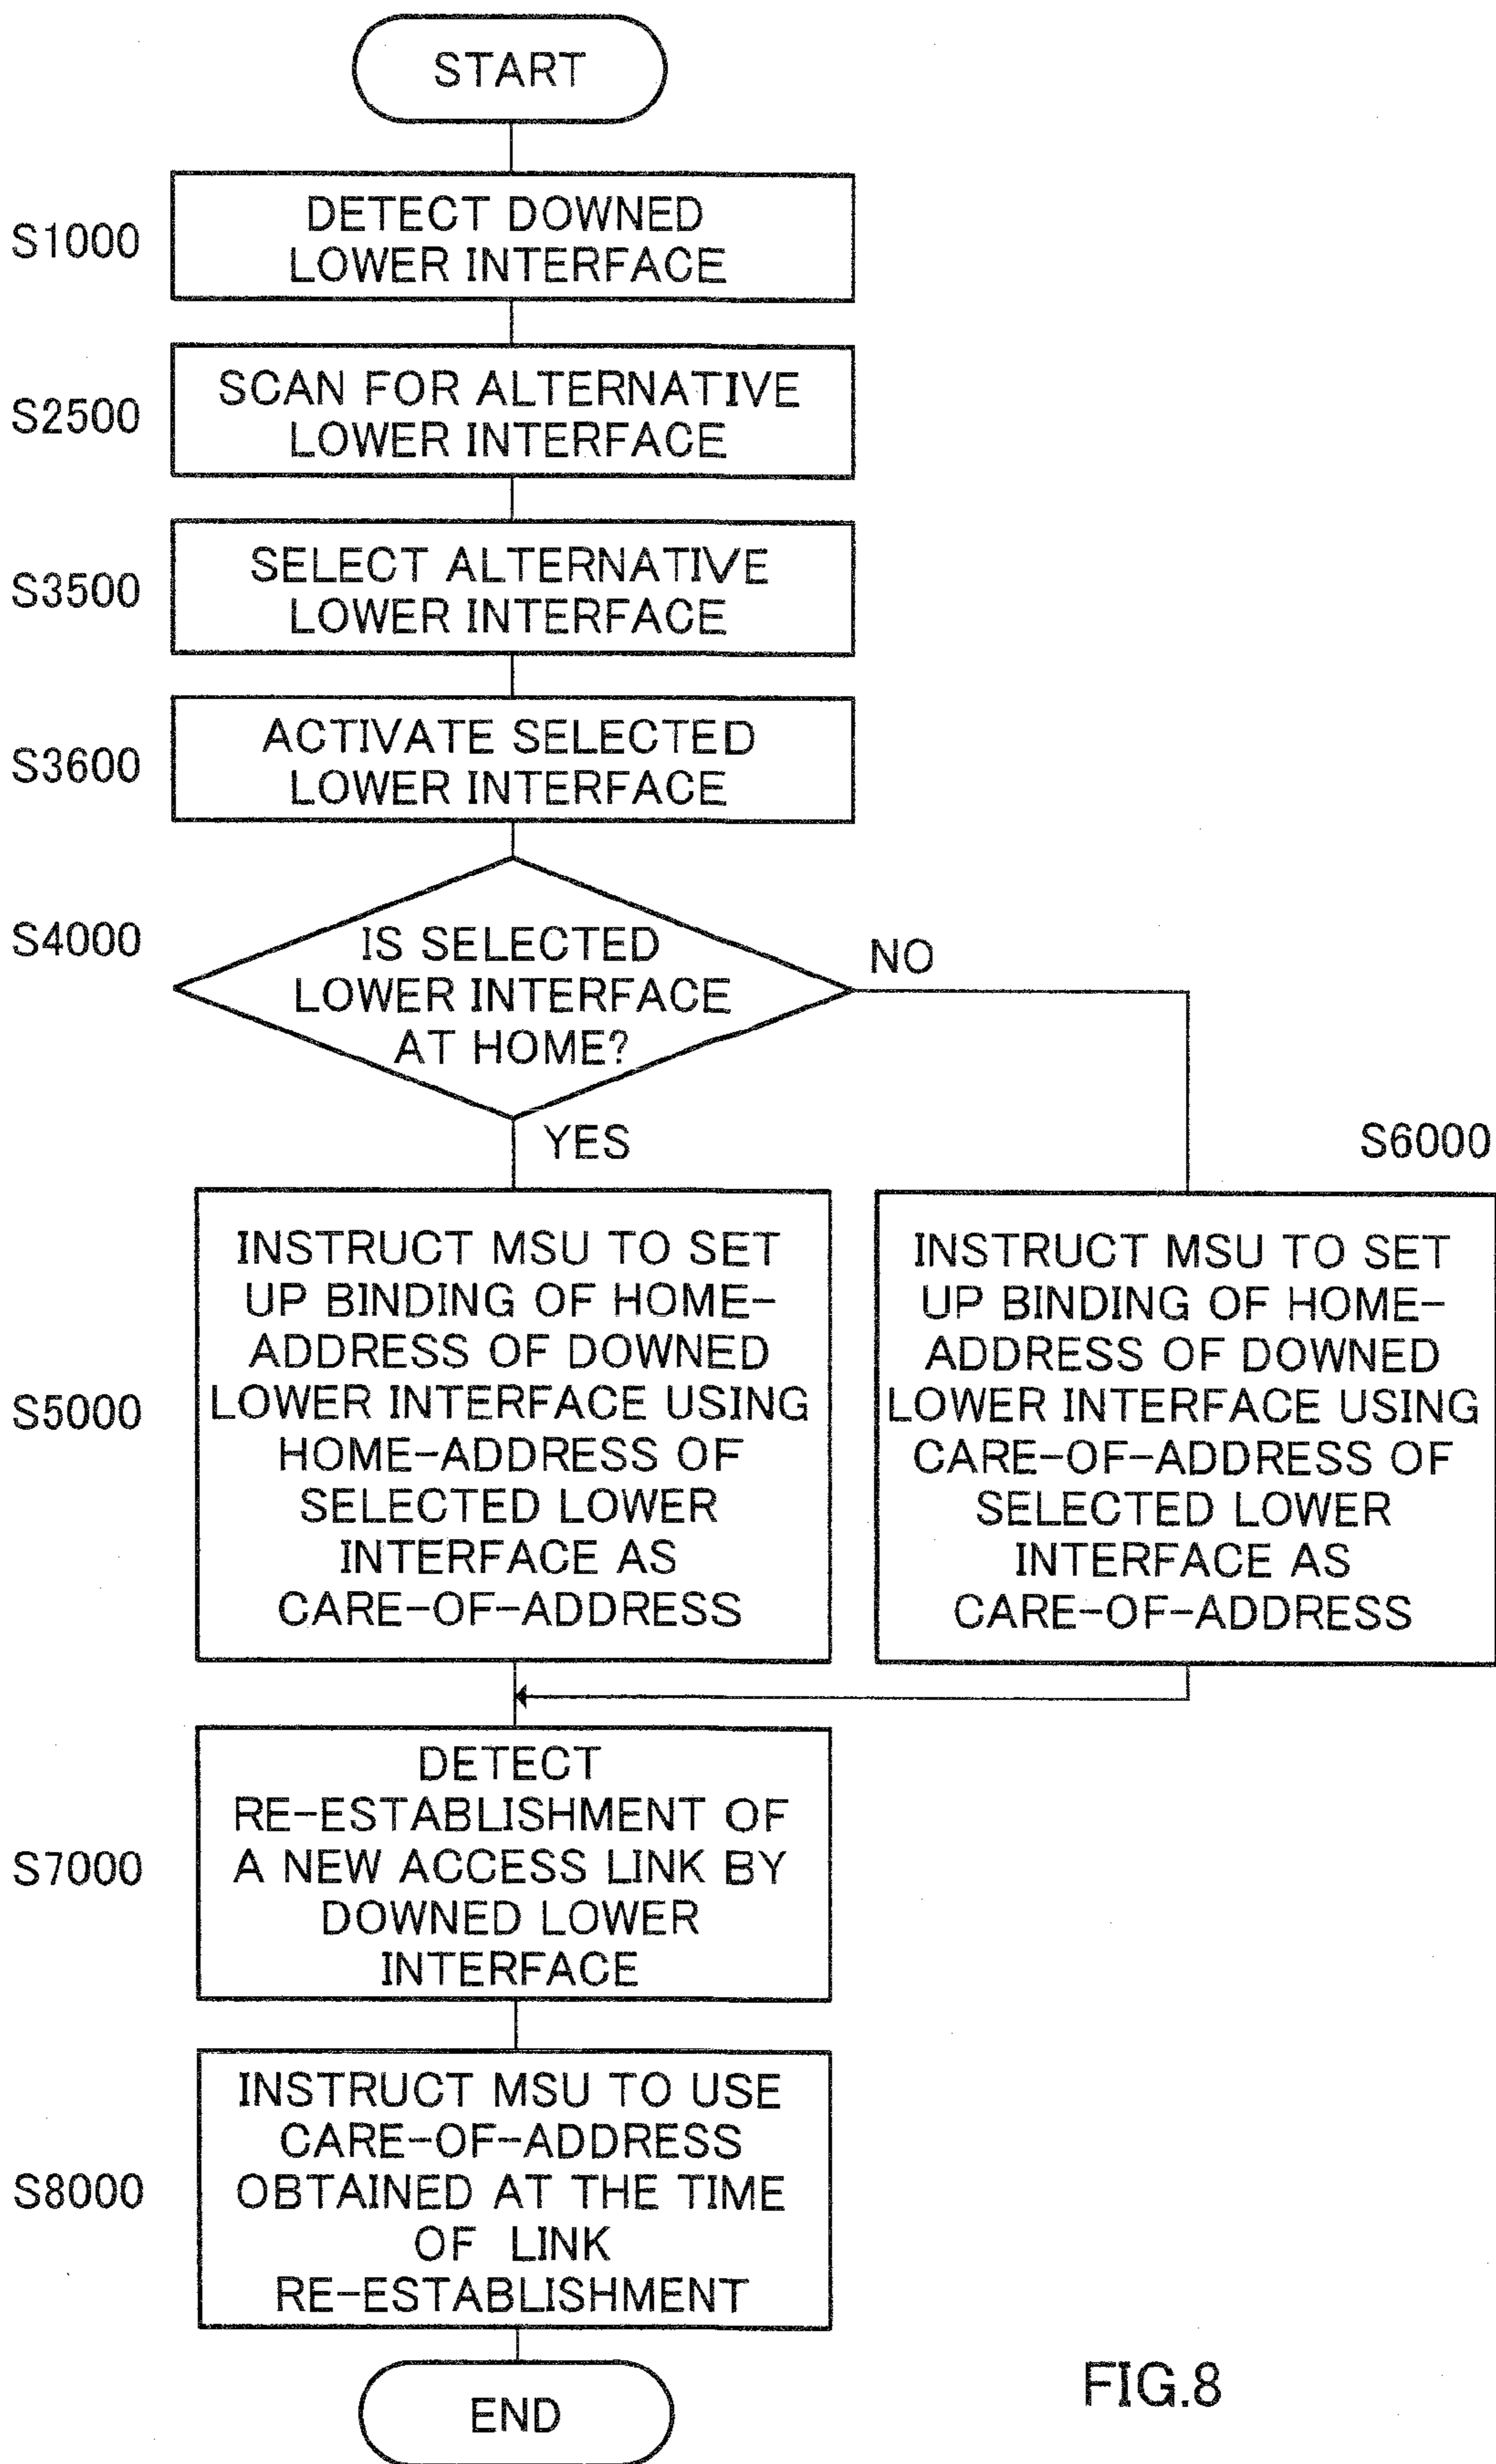 START
S1000
DETECT DOWNED
LOWER INTERFACE
S2500
SCAN FOR ALTERNATIVE
LOWER INTERFACE
S3500
SELECT ALTERNATIVE
LOWER INTERFACE
S3600
ACTIVATE SELECTED
LOWER INTERFACE
S4000
IS SELECTED
LOWER INTERFACE
AT HOME?
NO
YES
S5000
INSTRUCT MSU TO SET
UP BINDING OF HOME-
ADDRESS OF DOWNED
LOWER INTERFACE USING
HOME-ADDRESS OF
SELECTED LOWER
INTERFACE AS
CARE-OF-ADDRESS
S6000
INSTRUCT MSU TO SET
UP BINDING OF HOME-
ADDRESS OF DOWNED
LOWER INTERFACE USING
CARE-OF-ADDRESS OF
SELECTED LOWER
INTERFACE AS
CARE-OF-ADDRESS
S7000
DETECT
RE-ESTABLISHMENT OF
A NEW ACCESS LINK BY
DOWNED LOWER
INTERFACE
S8000
INSTRUCT MSU TO USE
CARE-OF-ADDRESS
OBTAINED AT THE TIME
OF LINK
RE-ESTABLISHMENT
END
FIG.8